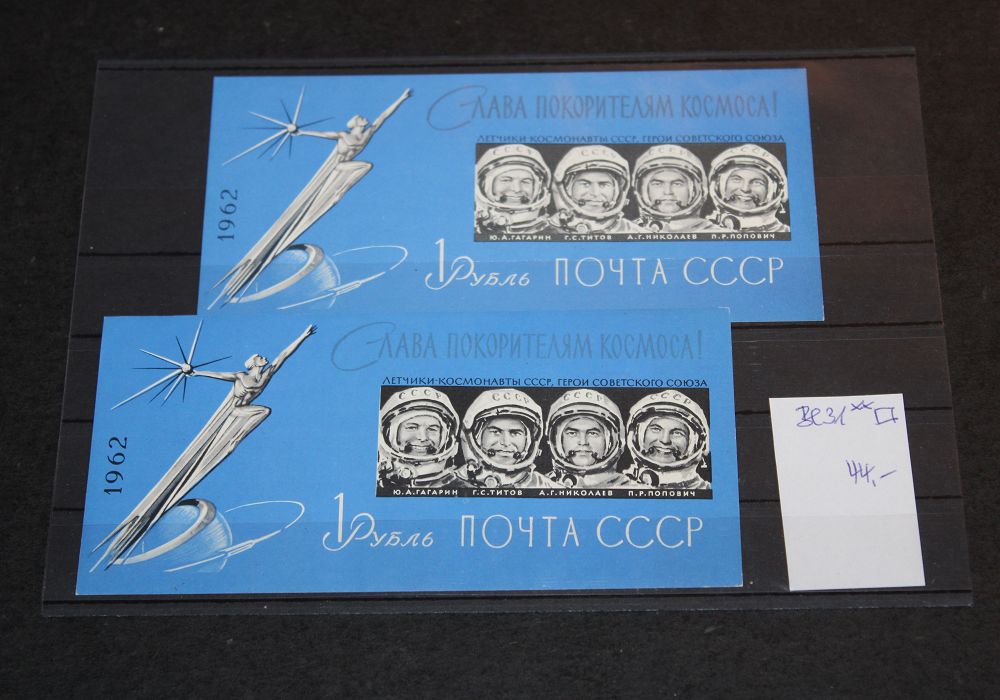 СЛАВА ПОКОРИТЕЛЯМ КОСМОСА!
ЛЕТЧИКИ-КОСМОНАВТЫ СССР, ГЕРОИ СОВЕТСКОГО СОЮЗА
СССР СССР СССР СССР
Ю.А.ГАГАРИН Г.С.ТИТОВ А.Г.НИКОЛАЕВ П.Р.ПОПОВИЧ
1962
1 РУБЛЬ ПОЧТА СССР
СЛАВА ПОКОРИТЕЛЯМ КОСМОСА!
ЛЕТЧИКИ-КОСМОНАВТЫ СССР, ГЕРОИ СОВЕТСКОГО СОЮЗА
СССР СССР СССР СССР
Ю.А.ГАГАРИН Г.С.ТИТОВ А.Г.НИКОЛАЕВ П.Р.ПОПОВИЧ
1962
1 РУБЛЬ ПОЧТА СССР
xx
44,-